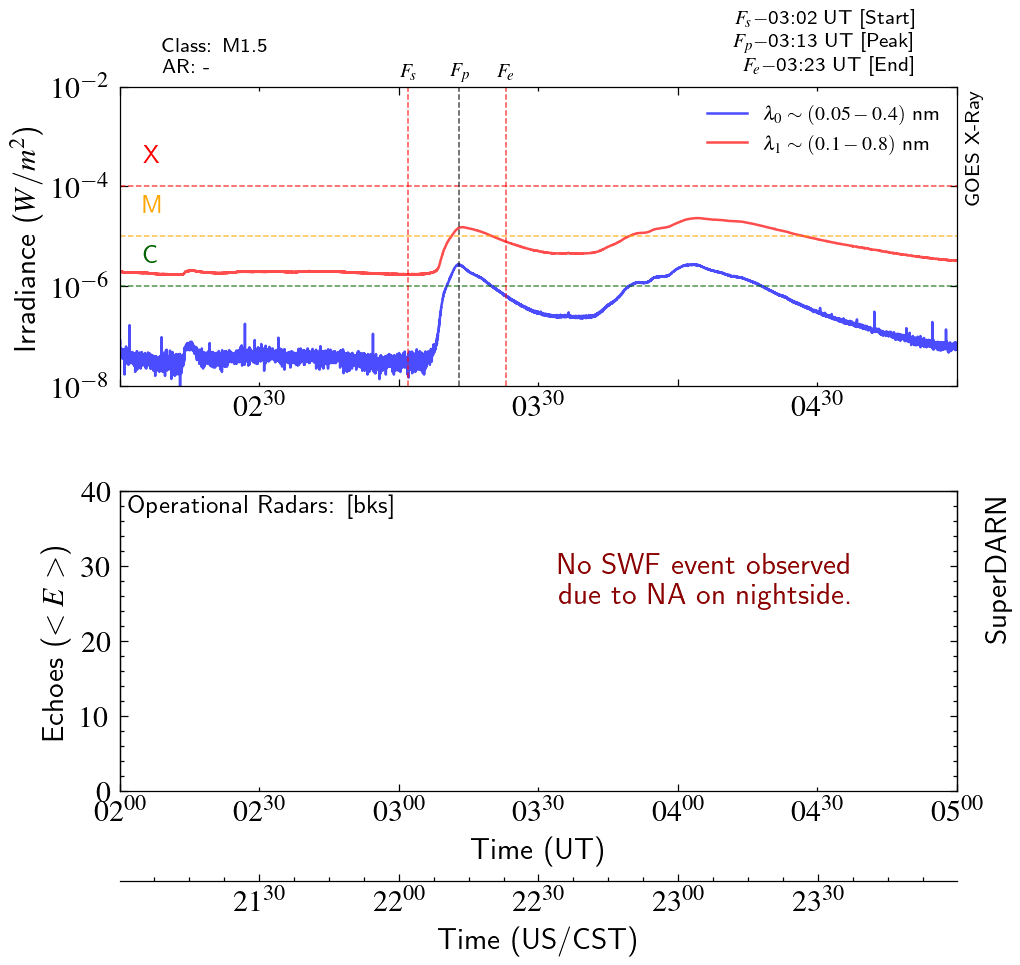 F_s−03:02 UT [Start]
Class: M1.5
F_p−03:13 UT [Peak]
AR: -
F_e−03:23 UT [End]
F_s F_p F_e
10^−2
λ_0 ∼ (0.05 − 0.4) nm
λ_1 ∼ (0.1 − 0.8) nm
GOES X-Ray
X
10^−4
M
Irradiance (W/m^2)
C
10^−6
10^−8
02^30 03^30 04^30
40
Operational Radars: [bks]
No SWF event observed
due to NA on nightside.
SuperDARN
30
Echoes (< E >)
20
10
0
02^00 02^30 03^00 03^30 04^00 04^30 05^00
Time (UT)
21^30 22^00 22^30 23^00 23^30
Time (US/CST)